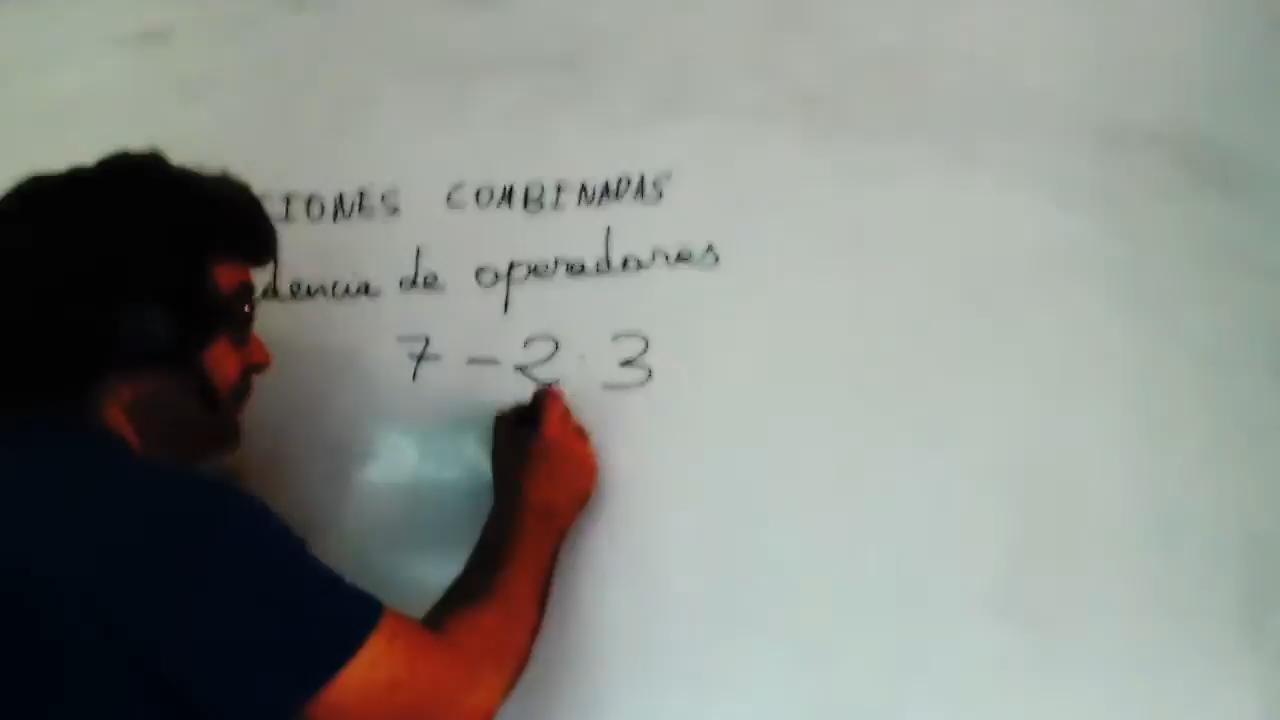 CIONES COMBINADAS
dencia de operadores
7 - 2 · 3